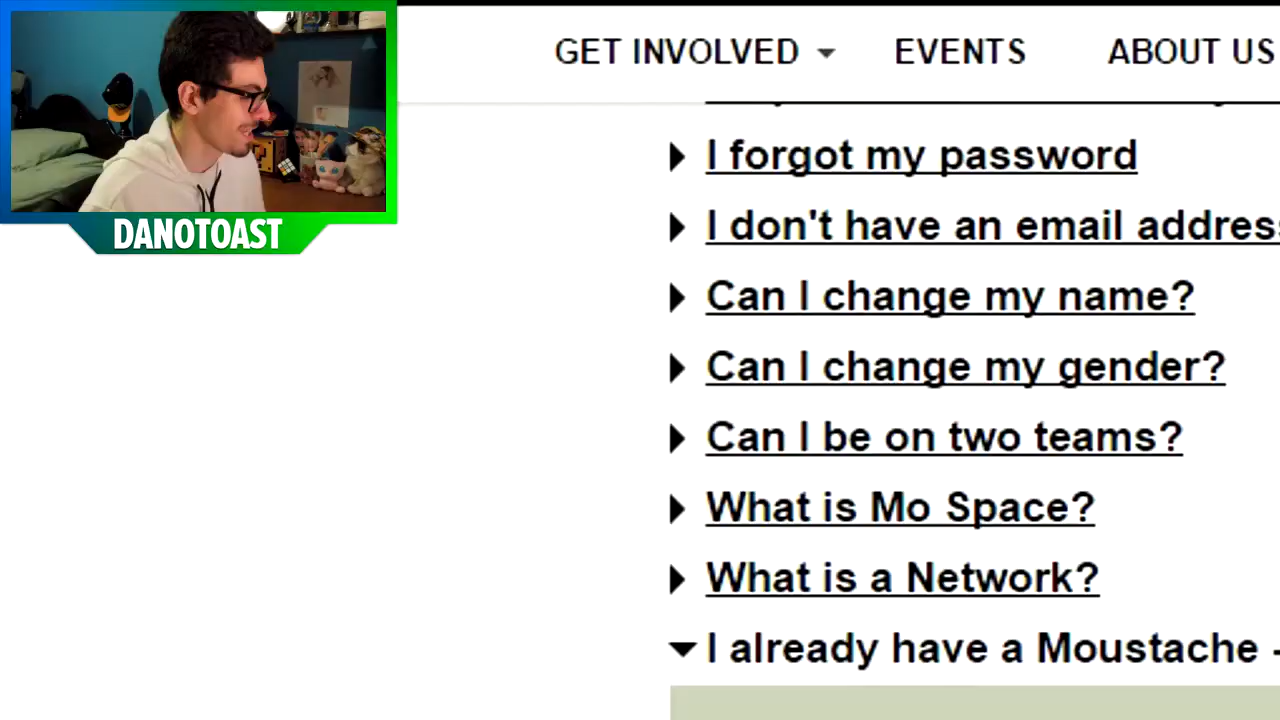 GET INVOLVED
EVENTS
ABOUT US
I forgot my password
I don't have an email address
Can I change my name?
Can I change my gender?
Can I be on two teams?
What is Mo Space?
What is a Network?
I already have a Moustache -
DANOTOAST